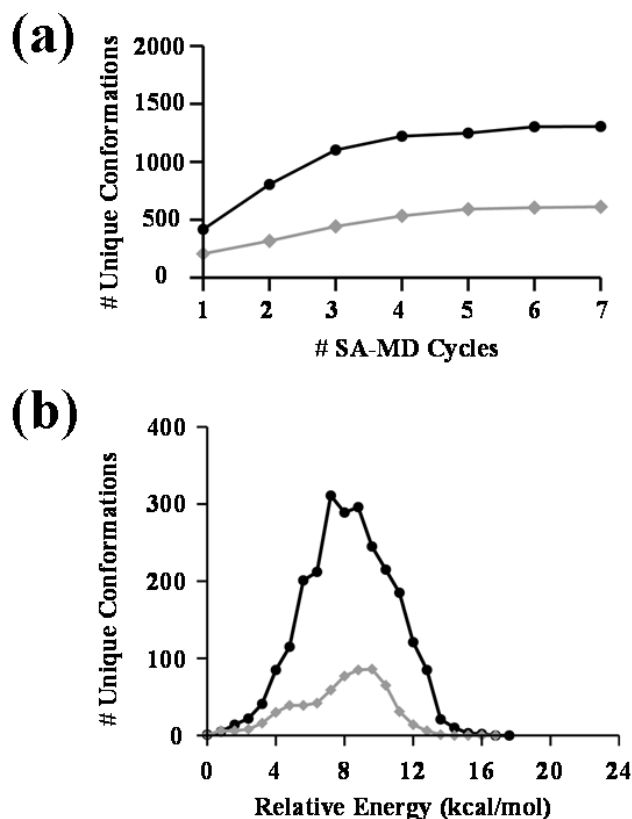 (a)
# Unique Conformations
2000
1500
1000
500
0
1 2 3 4 5 6 7
# SA-MD Cycles
(b)
# Unique Conformations
400
300
200
100
0
0 4 8 12 16 20 24
Relative Energy (kcal/mol)